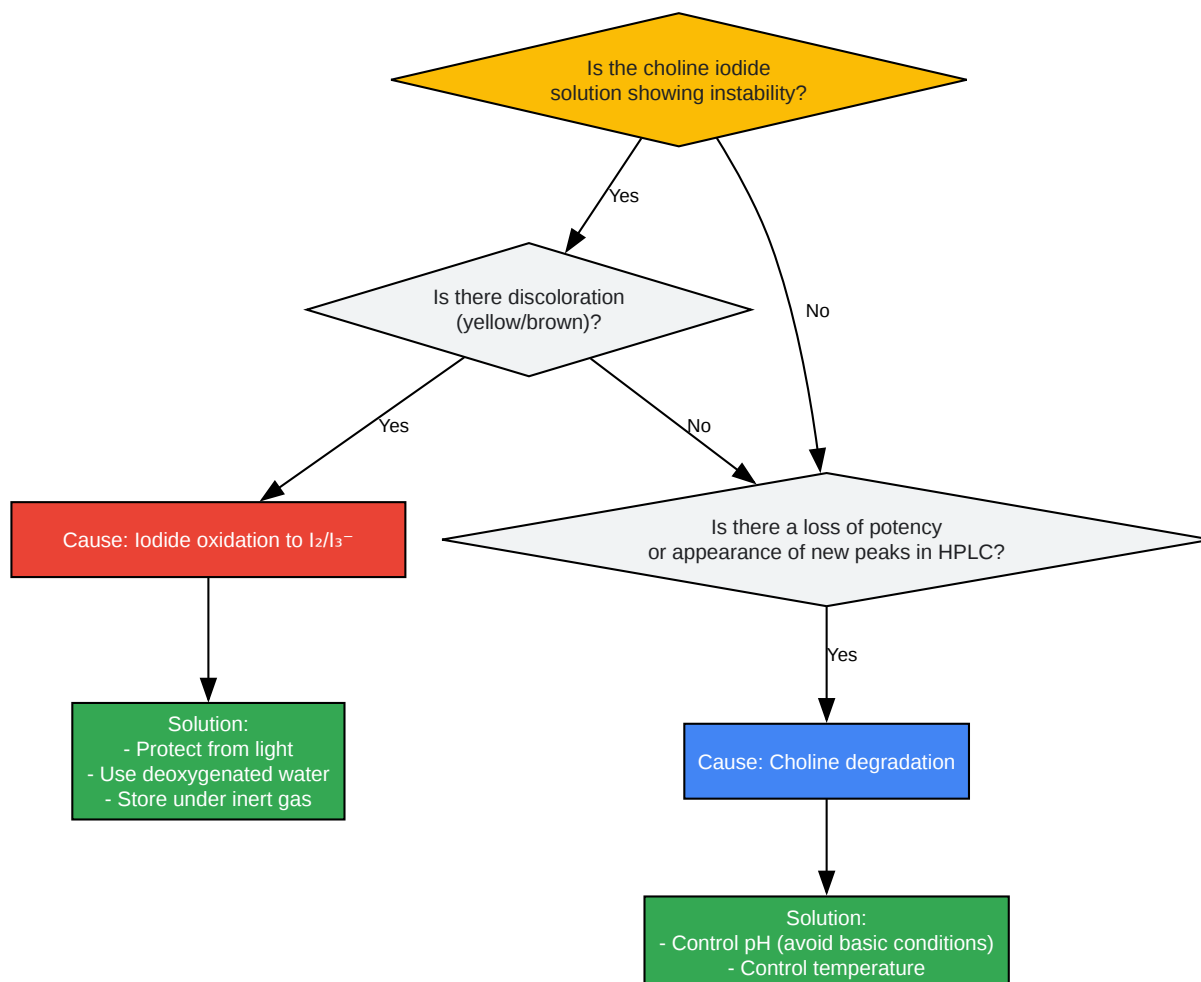 Is the choline iodide
solution showing instability?
Yes
No
Is there discoloration
(yellow/brown)?
Yes
No
Cause: Iodide oxidation to I₂/I₃⁻
Is there a loss of potency
or appearance of new peaks in HPLC?
Yes
Solution:
- Protect from light
- Use deoxygenated water
- Store under inert gas
Cause: Choline degradation
Solution:
- Control pH (avoid basic conditions)
- Control temperature